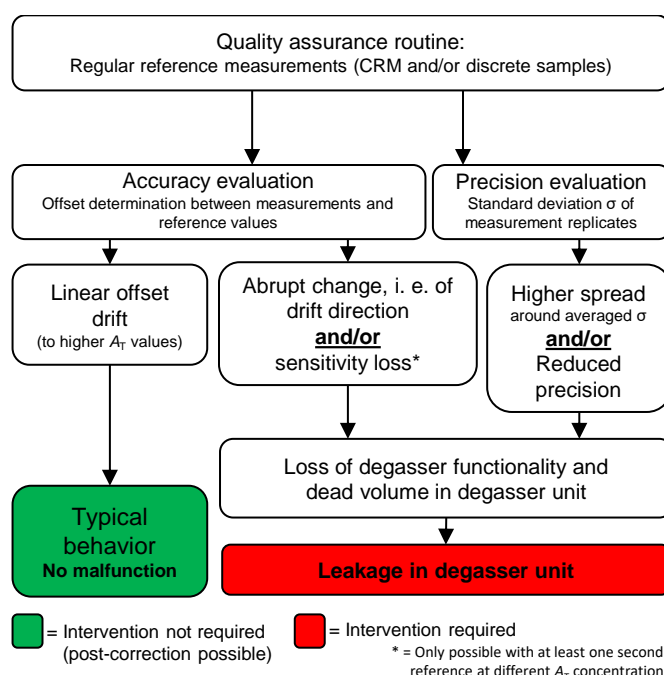 Quality assurance routine:
Regular reference measurements (CRM and/or discrete samples)
Accuracy evaluation
Offset determination between measurements and
reference values
Precision evaluation
Standard deviation σ of
measurement replicates
Linear offset
drift
(to higher A_T values)
Abrupt change, i. e. of
drift direction
and/or
sensitivity loss*
Higher spread
around averaged σ
and/or
Reduced
precision
Loss of degasser functionality and
dead volume in degasser unit
Typical
behavior
No malfunction
Leakage in degasser unit
= Intervention not required
(post-correction possible)
= Intervention required
* = Only possible with at least one second
reference at different A_T concentration